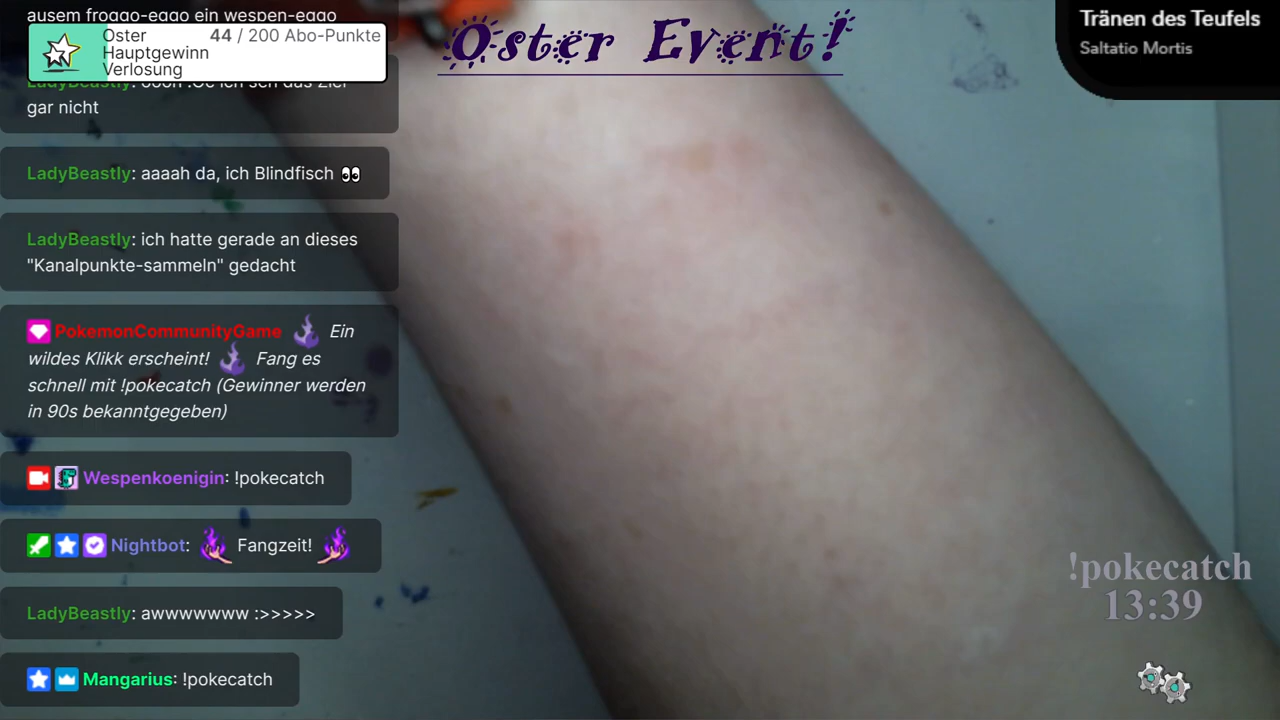 ausem froggo-eggo ein wespen-eggo
Oster
Hauptgewinn
Verlosung
44 / 200 Abo-Punkte
gar nicht
LadyBeastly: aaaah da, ich Blindfisch 👀
LadyBeastly: ich hatte gerade an dieses
"Kanalpunkte-sammeln" gedacht
PokemonCommunityGame Ein
wildes Klikk erscheint! Fang es
schnell mit !pokecatch (Gewinner werden
in 90s bekanntgegeben)
Wespenkoenigin: !pokecatch
Nightbot: Fangzeit!
LadyBeastly: awwwwwww :>>>>>
Mangarius: !pokecatch
Oster Event!
Tränen des Teufels
Saltatio Mortis
!pokecatch
13:39